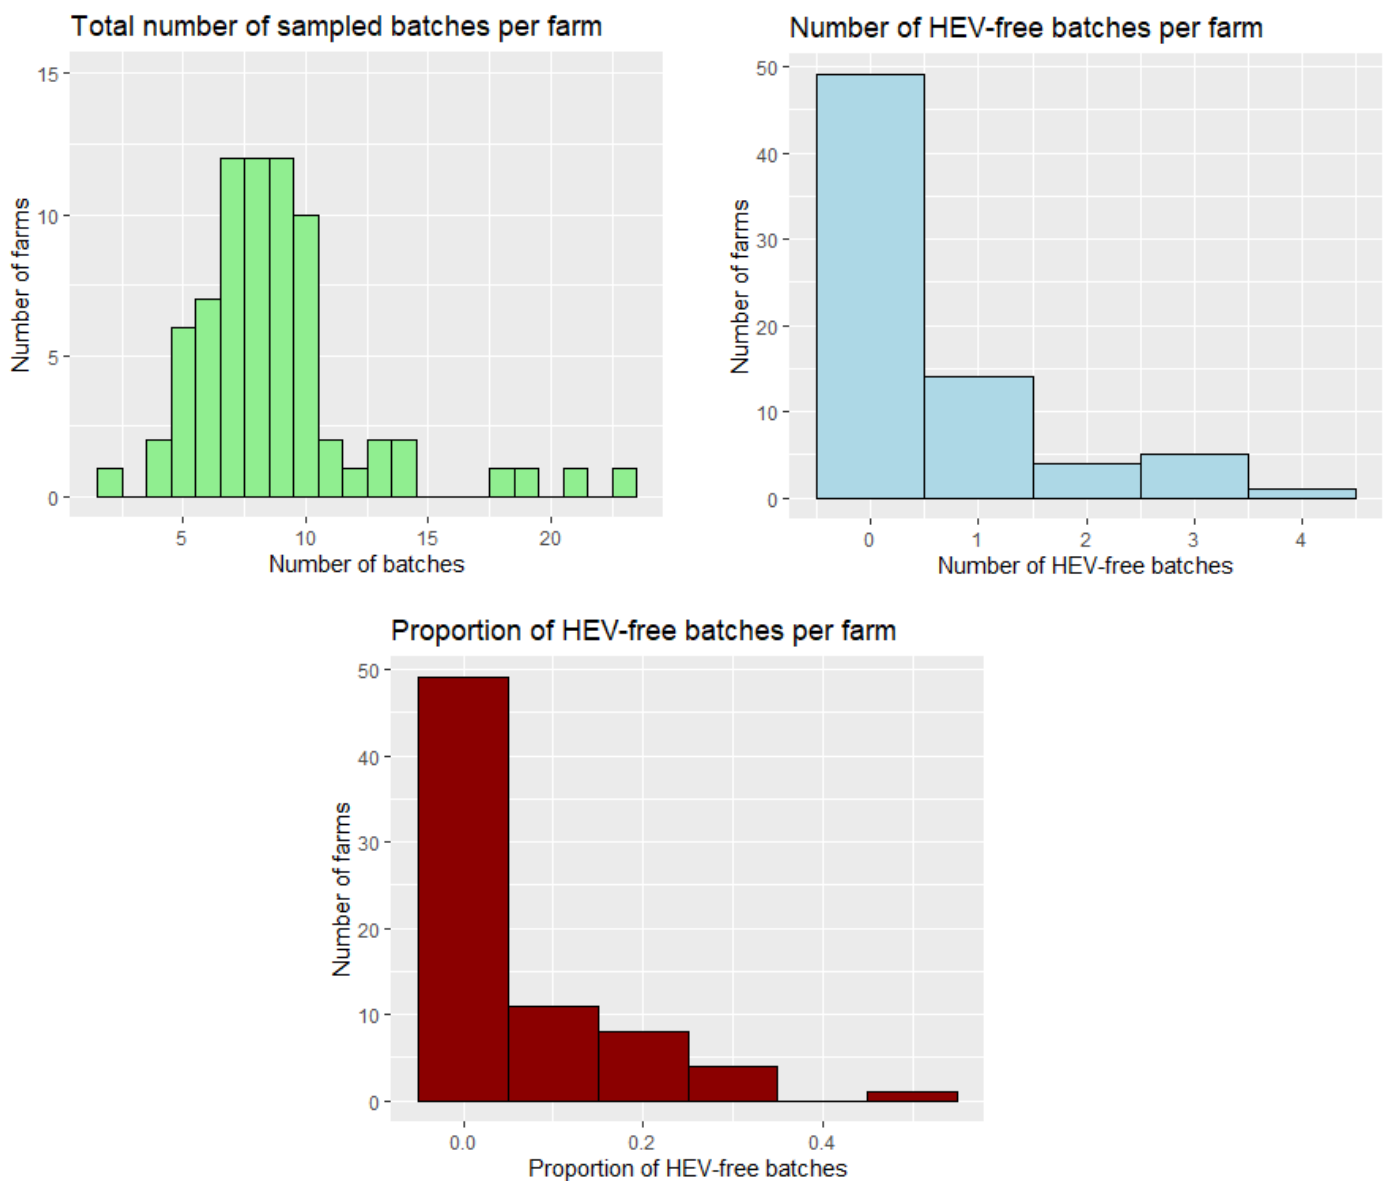 Total number of sampled batches per farm
15
10
5
0
Number of farms
5 10 15 20
Number of batches
Number of HEV-free batches per farm
50
40
30
20
10
0
Number of farms
0 1 2 3 4
Number of HEV-free batches
Proportion of HEV-free batches per farm
50
40
30
20
10
0
Number of farms
0.0 0.2 0.4
Proportion of HEV-free batches